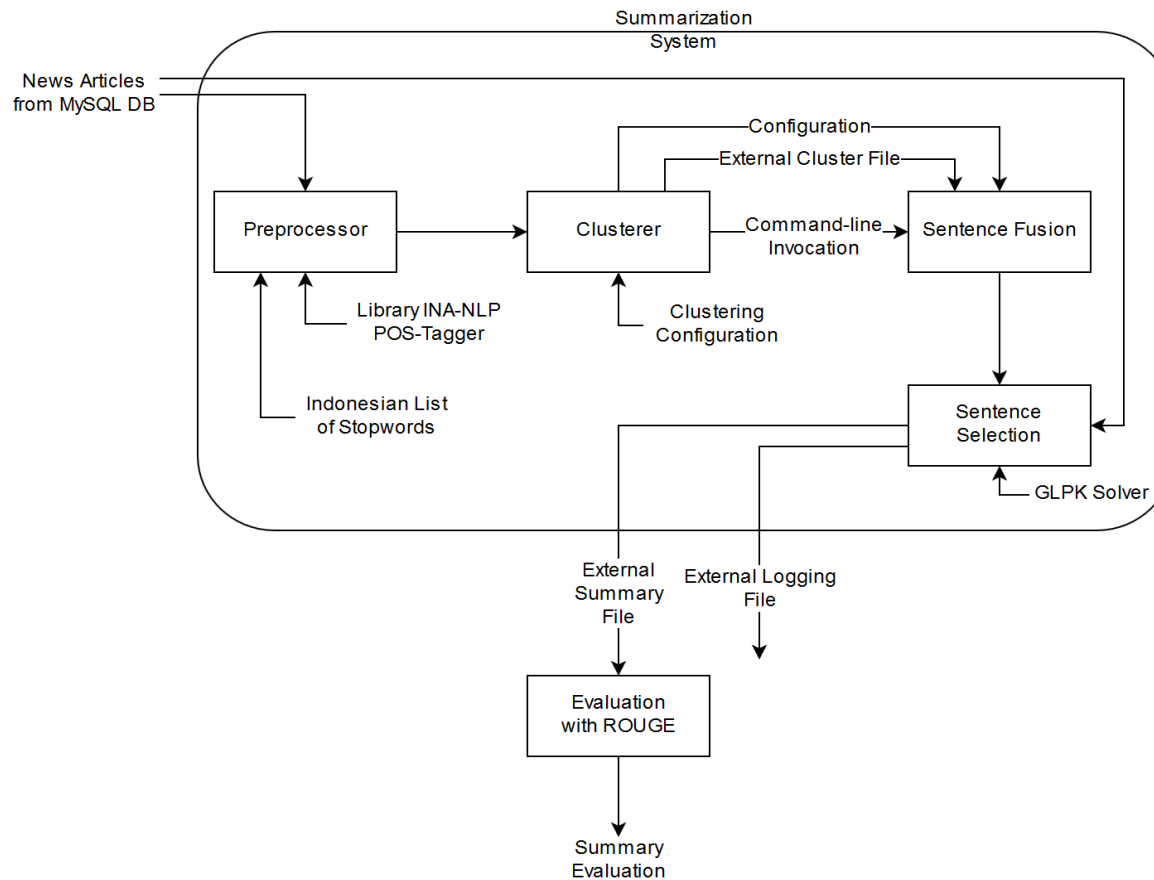 Summarization
System
News Articles
from MySQL DB
Configuration
External Cluster File
Preprocessor
Clusterer
Command-line
Invocation
Sentence Fusion
Library INA-NLP
POS-Tagger
Clustering
Configuration
Indonesian List
of Stopwords
Sentence
Selection
GLPK Solver
External
Summary
File
External Logging
File
Evaluation
with ROUGE
Summary
Evaluation